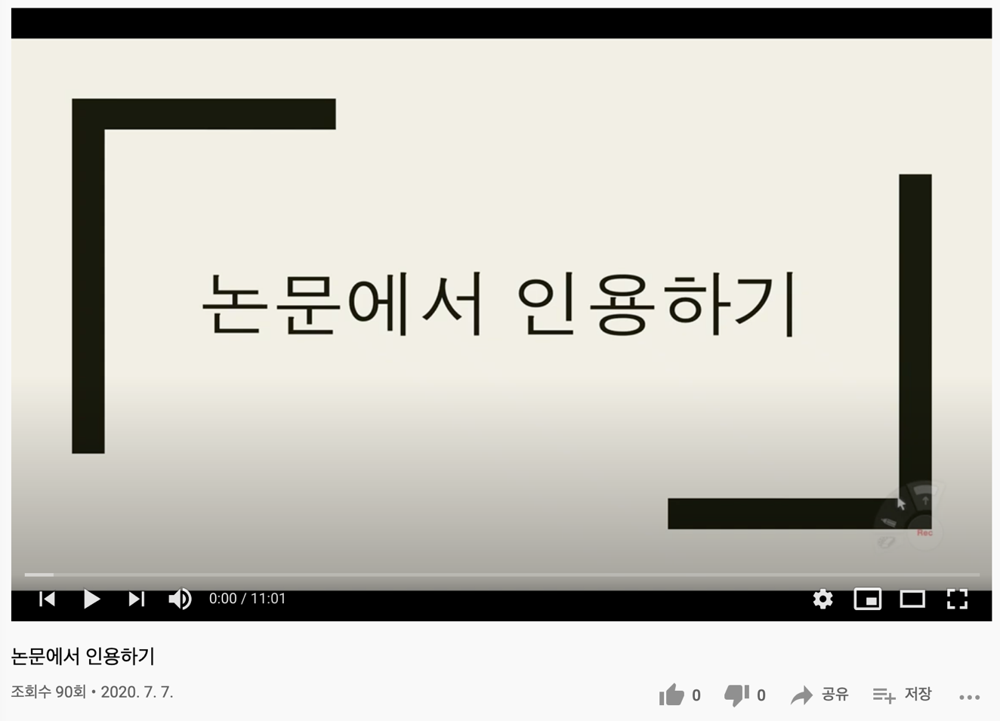 논문에서 인용하기
Rec
0:00 / 11:01
논문에서 인용하기
조회수 90회 • 2020. 7. 7.
0 0 공유 저장